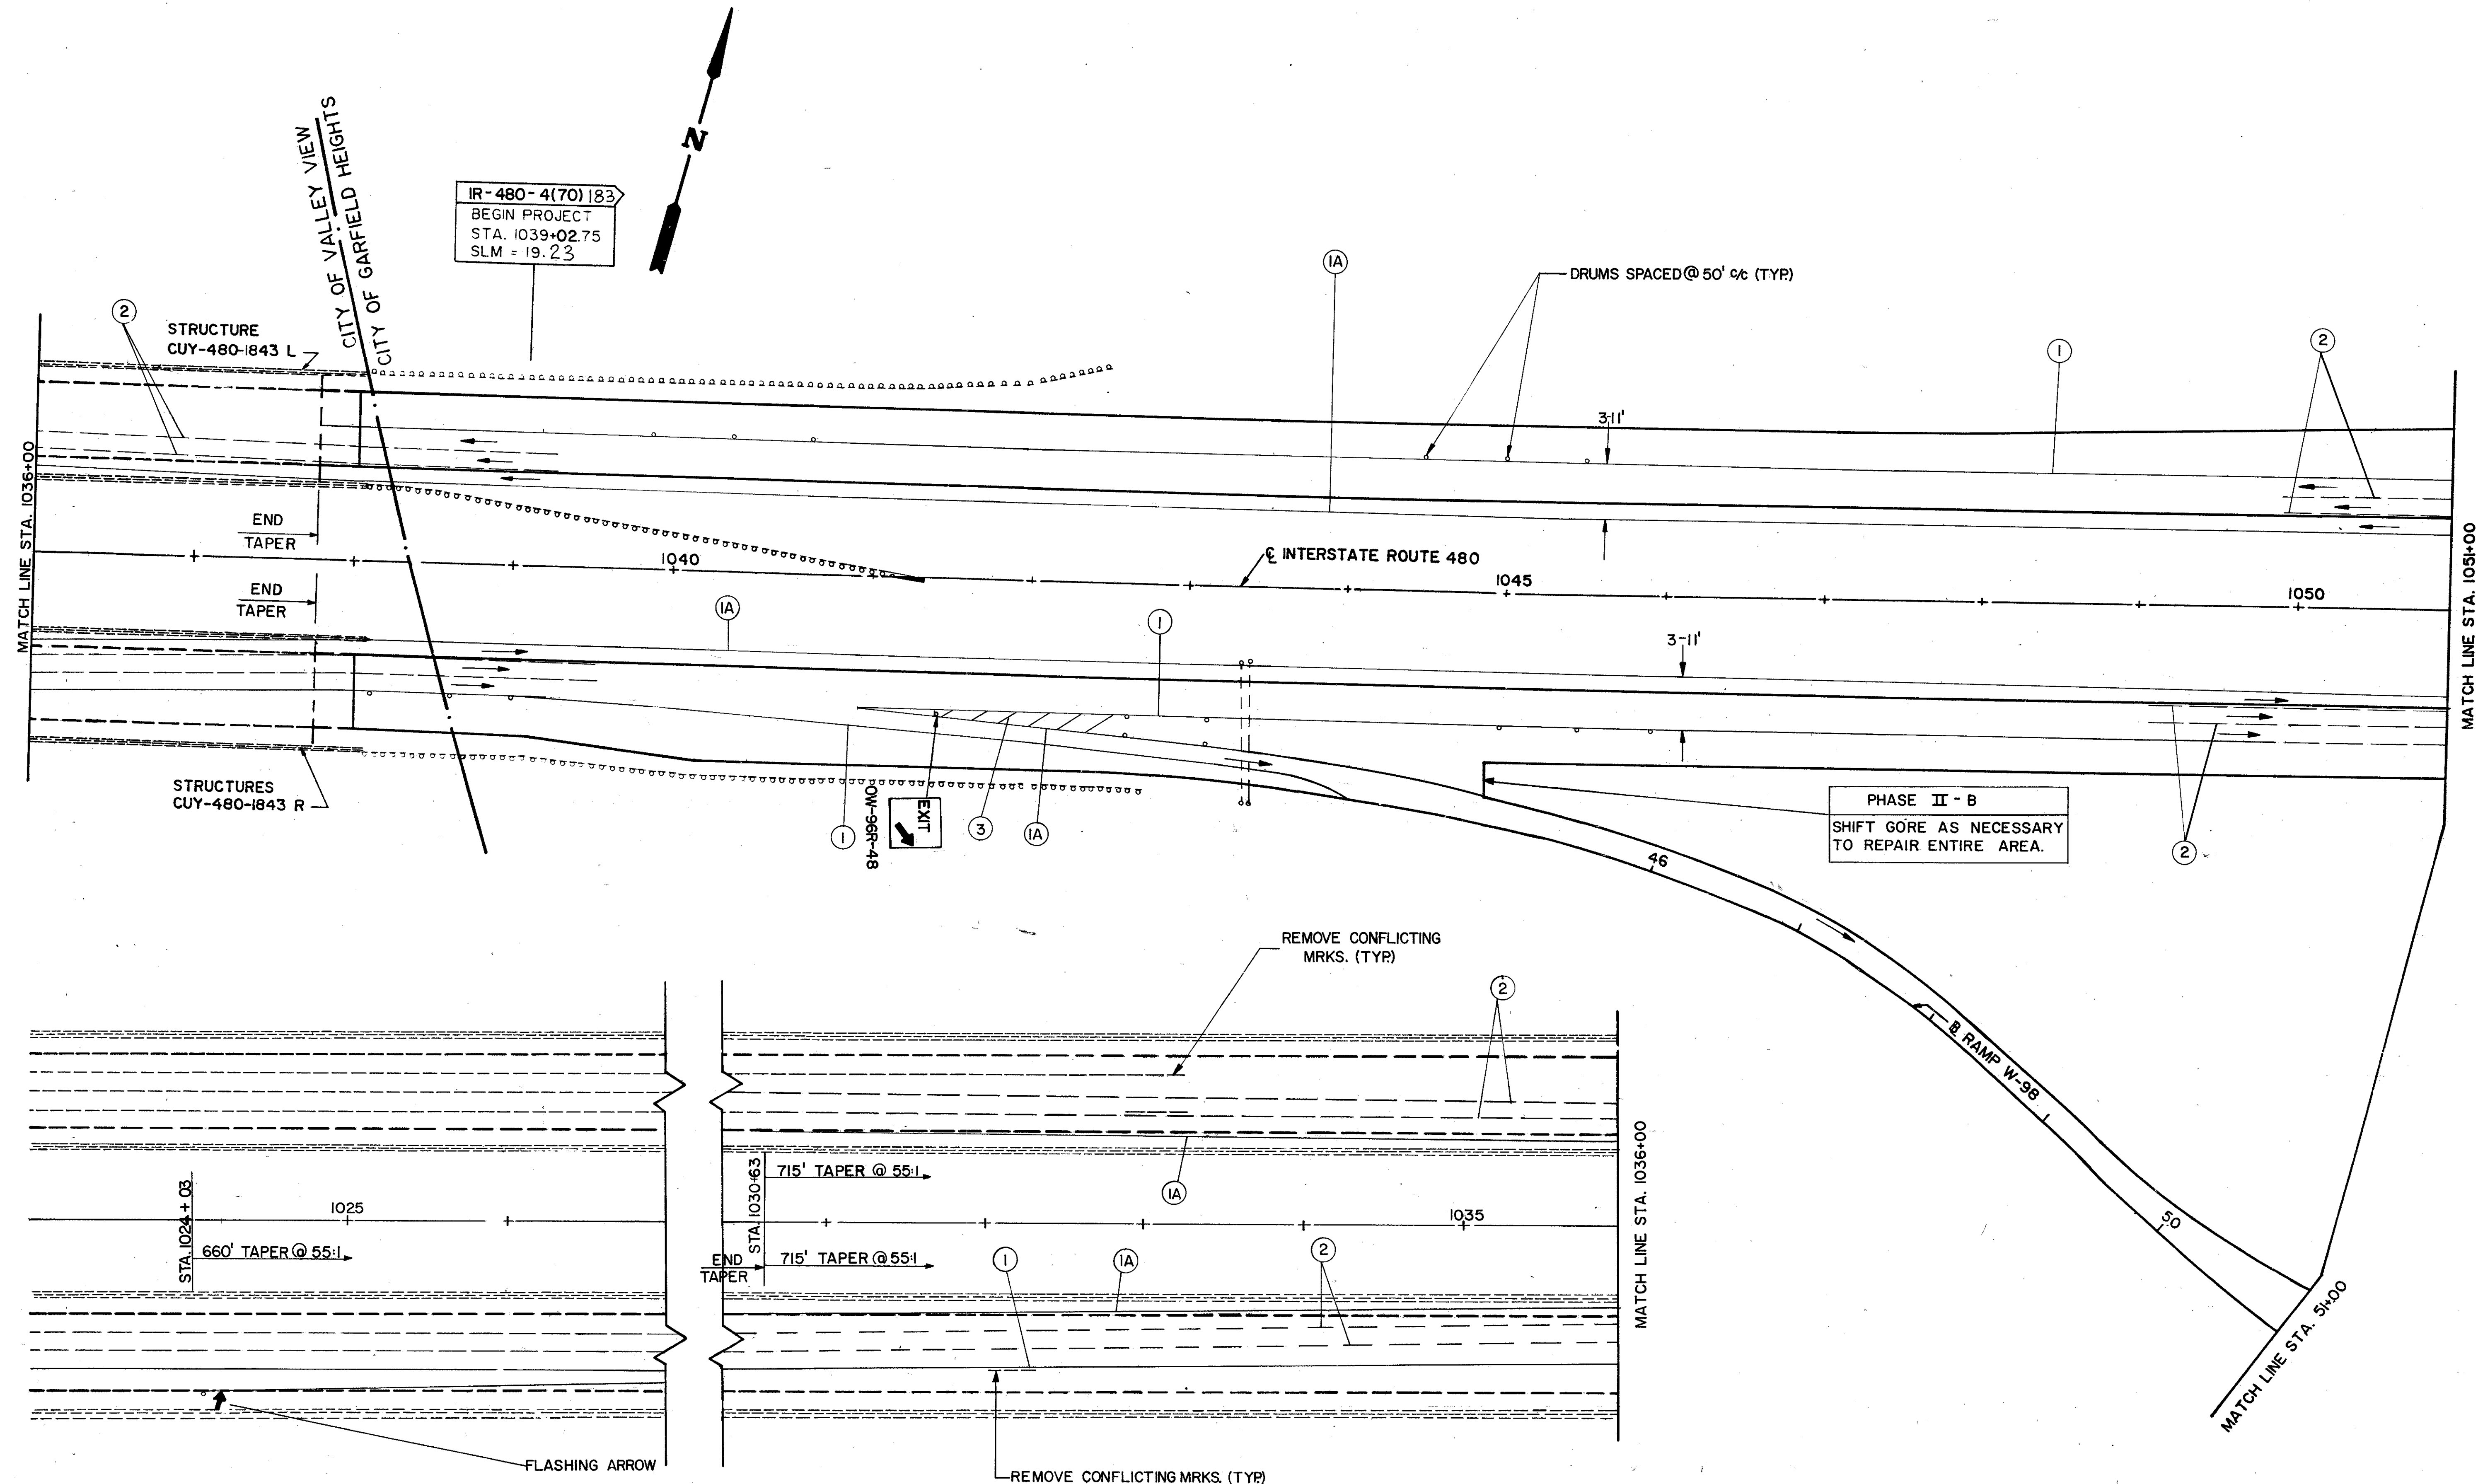 N
CITY OF VALLEY VIEW
CITY OF GARFIELD HEIGHTS
IR-480-4(70)183
BEGIN PROJECT
STA. 1039+02.75
SLM = 19.23
1A
DRUMS SPACED @ 50' c/c (TYP.)
2
STRUCTURE
CUY-480-1843 L
1
2
3-11'
MATCH LINE STA. 1036+00
END
TAPER
1040
℄ INTERSTATE ROUTE 480
1045
1050
MATCH LINE STA. 1051+00
END
TAPER
1A
1
3-11'
STRUCTURES
CUY-480-1843 R
1
OW-96R-48
EXIT
3
1A
PHASE II - B
SHIFT GORE AS NECESSARY
TO REPAIR ENTIRE AREA.
2
46
REMOVE CONFLICTING
MRKS. (TYP.)
2
B RAMP W-98
50
MATCH LINE STA. 51+00
STA. 1024 + 03
1025
660' TAPER @ 55:1
STA. 1030+63
715' TAPER @ 55:1
1A
1035
MATCH LINE STA. 1036+00
END
TAPER
715' TAPER @ 55:1
1
1A
2
FLASHING ARROW
REMOVE CONFLICTING MRKS. (TYP.)